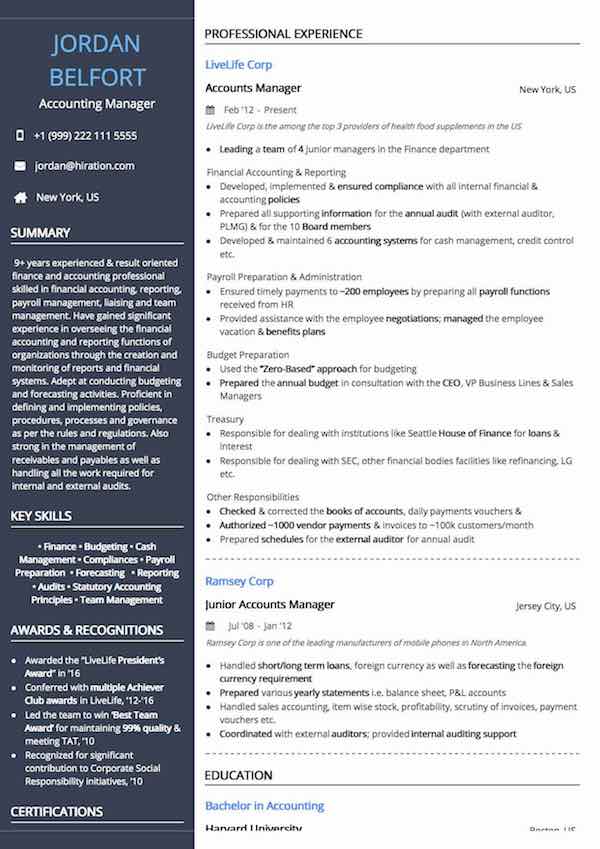 JORDAN
BELFORT
Accounting Manager
+1 (999) 222 111 5555
jordan@hiration.com
New York, US
SUMMARY
9+ years experienced & result oriented
finance and accounting professional
skilled in financial accounting, reporting,
payroll management, liaising and team
management. Have gained significant
experience in overseeing the financial
accounting and reporting functions of
organizations through the creation and
monitoring of reports and financial
systems. Adept at conducting budgeting
and forecasting activities. Proficient in
defining and implementing policies,
procedures, processes and governance
as per the rules and regulations. Also
strong in the management of
receivables and payables as well as
handling all the work required for
internal and external audits.
KEY SKILLS
• Finance • Budgeting • Cash
Management • Compliances • Payroll
Preparation • Forecasting • Reporting
• Audits • Statutory Accounting
Principles • Team Management
AWARDS & RECOGNITIONS
• Awarded the "LiveLife President's
Award" in '16
• Conferred with multiple Achiever
Club awards in LiveLife, '12-'16
• Led the team to win 'Best Team
Award' for maintaining 99% quality &
meeting TAT, '10
• Recognized for significant
contribution to Corporate Social
Responsibility initiatives, '10
CERTIFICATIONS
PROFESSIONAL EXPERIENCE
LiveLife Corp
Accounts Manager
New York, US
Feb '12 - Present
LiveLife Corp is the among the top 3 providers of health food supplements in the US
• Leading a team of 4 junior managers in the Finance department
Financial Accounting & Reporting
• Developed, implemented & ensured compliance with all internal financial &
accounting policies
• Prepared all supporting information for the annual audit (with external auditor,
PLMG) & for the 10 Board members
• Developed & maintained 6 accounting systems for cash management, credit control
etc.
Payroll Preparation & Administration
• Ensured timely payments to ~200 employees by preparing all payroll functions
received from HR
• Provided assistance with the employee negotiations; managed the employee
vacation & benefits plans
Budget Preparation
• Used the "Zero-Based" approach for budgeting
• Prepared the annual budget in consultation with the CEO, VP Business Lines & Sales
Managers
Treasury
• Responsible for dealing with institutions like Seattle House of Finance for loans &
interest
• Responsible for dealing with SEC, other financial bodies facilities like refinancing, LG
etc.
Other Responsibilities
• Checked & corrected the books of accounts, daily payments vouchers &
• Authorized ~1000 vendor payments & invoices to ~100k customers/month
• Prepared schedules for the external auditor for annual audit
Ramsey Corp
Junior Accounts Manager
Jersey City, US
Jul '08 - Jan '12
Ramsey Corp is one of the leading manufacturers of mobile phones in North America.
• Handled short/long term loans, foreign currency as well as forecasting the foreign
currency requirement
• Prepared various yearly statements i.e. balance sheet, P&L accounts
• Handled sales accounting, item wise stock, profitability, scrutiny of invoices, payment
vouchers etc.
• Coordinated with external auditors; provided internal auditing support
EDUCATION
Bachelor in Accounting
Harvard University
Boston, US